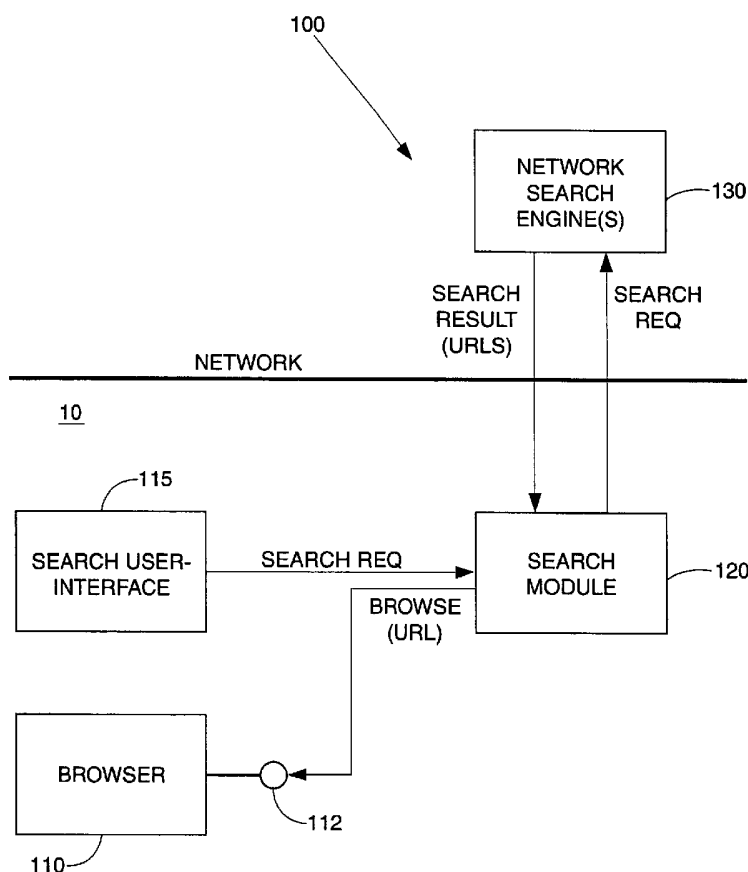 100
NETWORK
SEARCH
ENGINE(S)
130
SEARCH
RESULT
(URLS)
SEARCH
REQ
NETWORK
10
115
SEARCH USER-
INTERFACE
SEARCH REQ
SEARCH
MODULE
120
BROWSE
(URL)
BROWSER
112
110